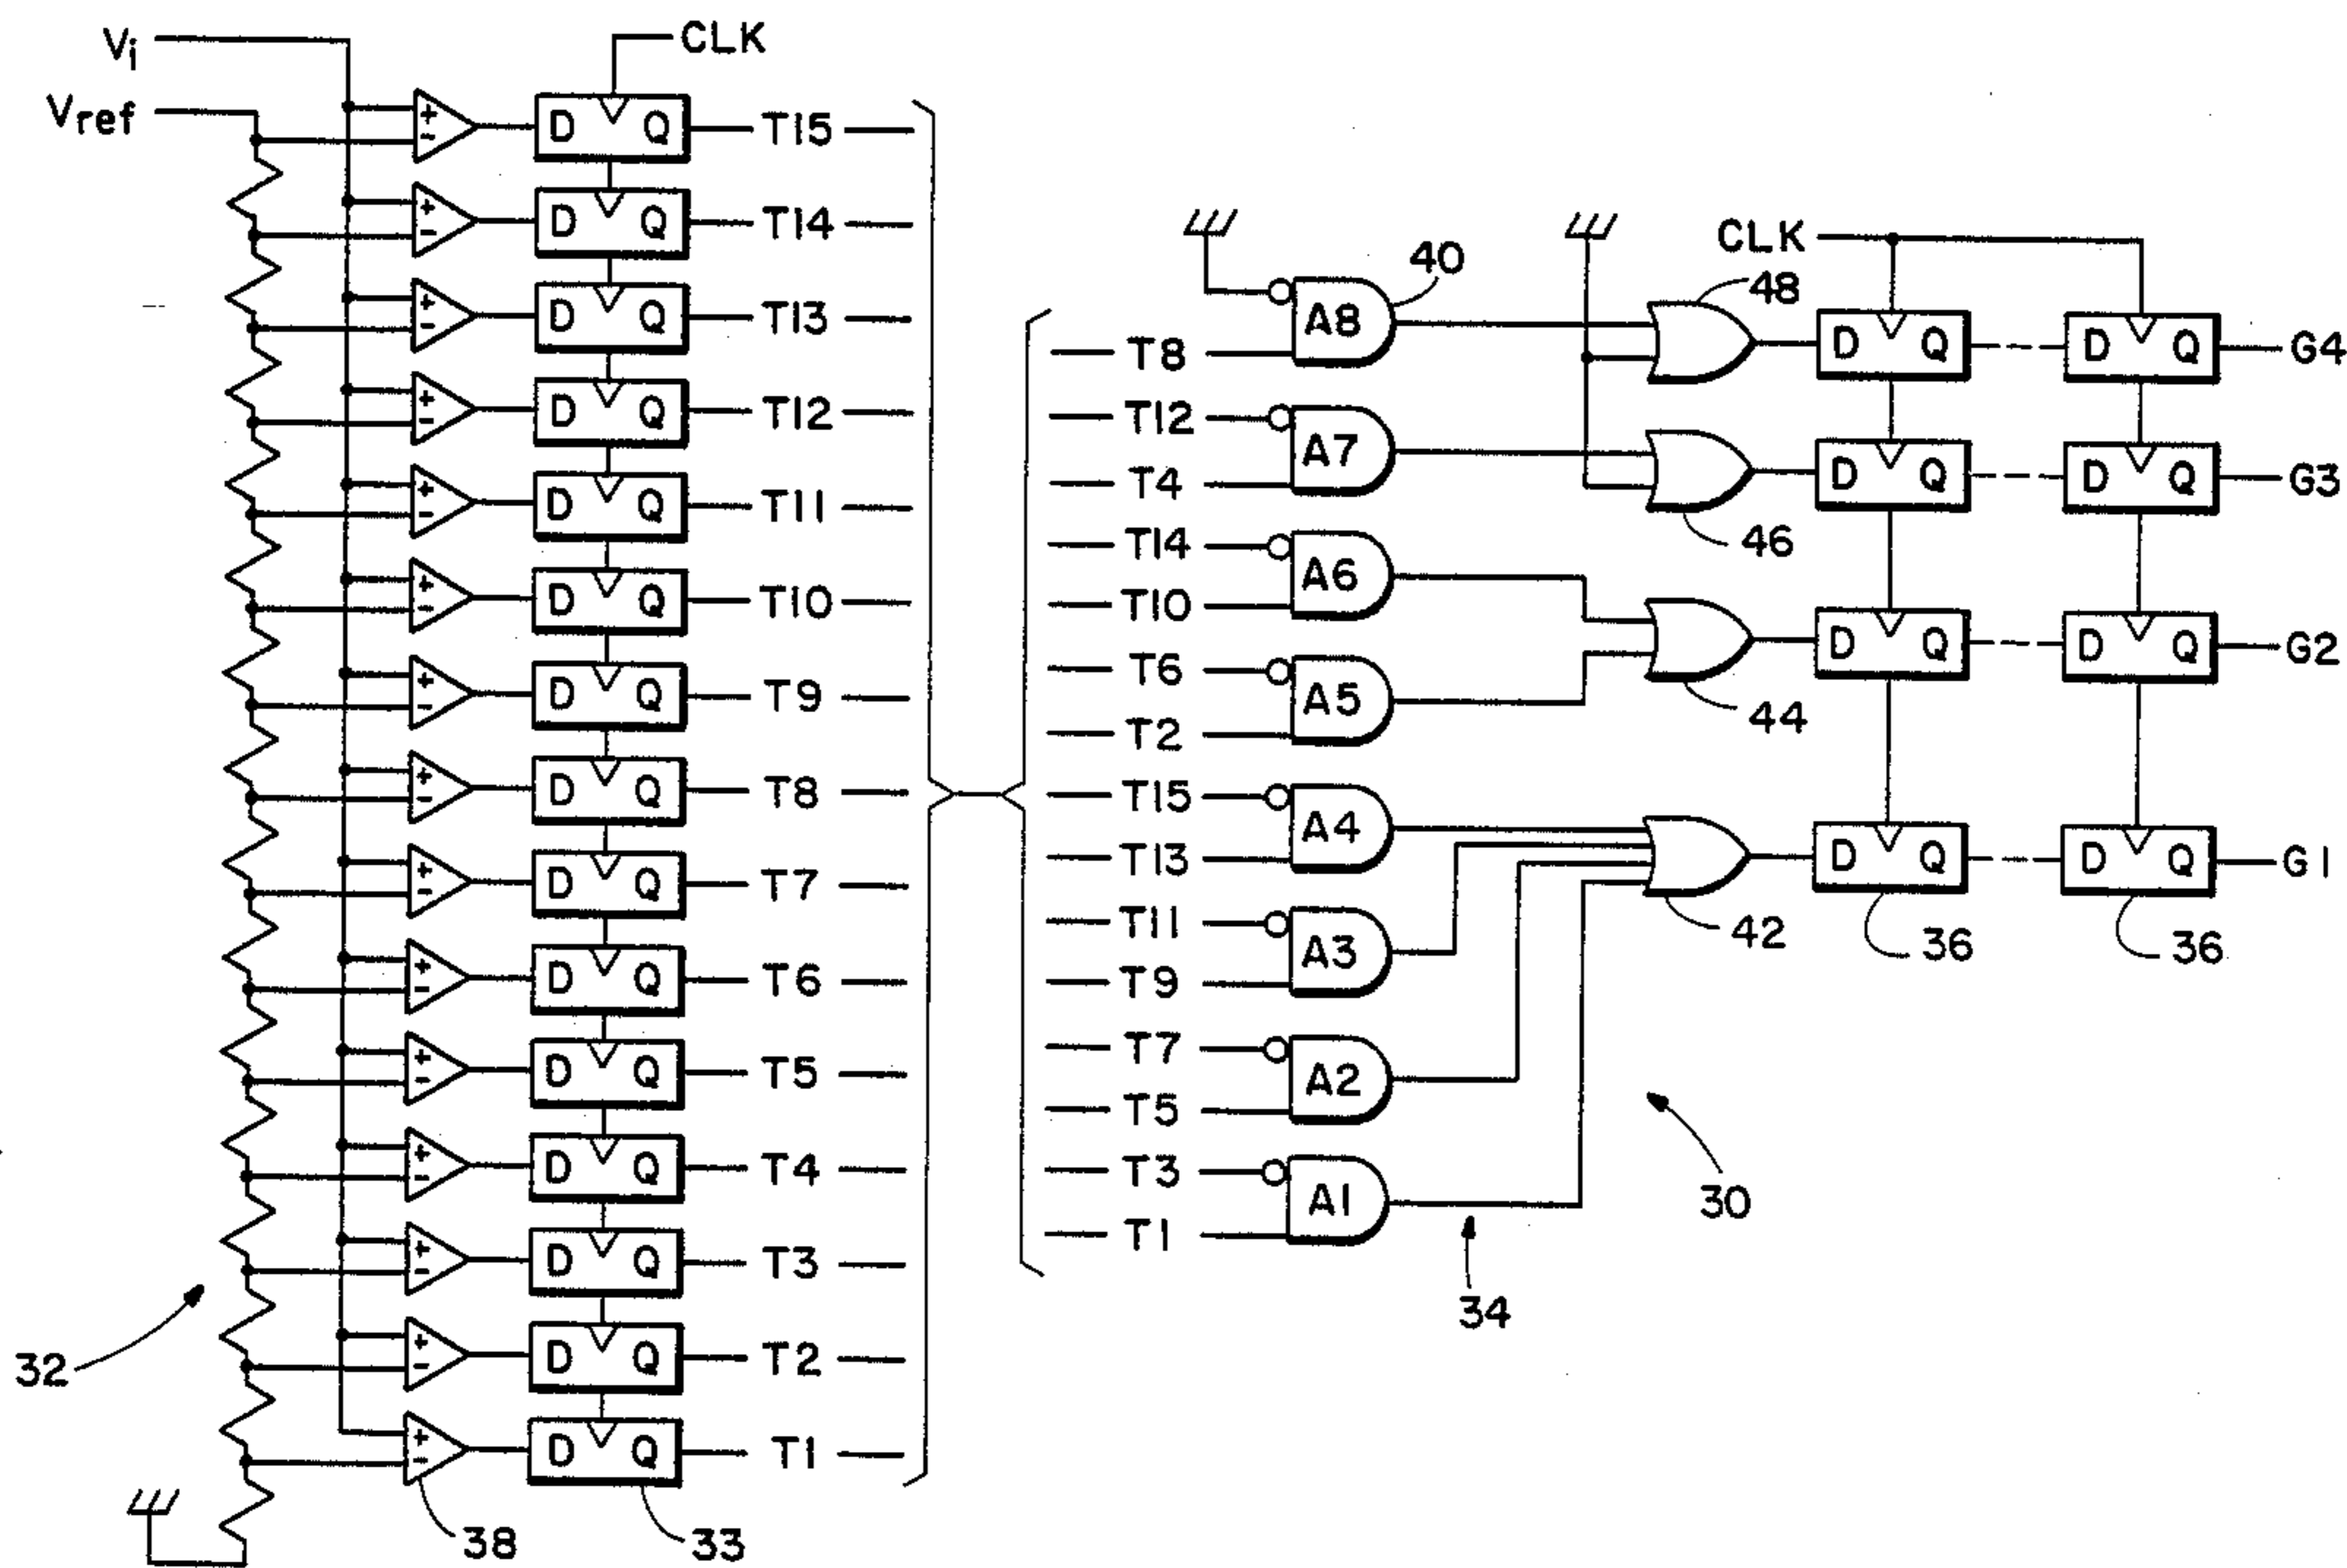 Vi
CLK
Vref
+ - D Q T15
+ - D Q T14
+ - D Q T13
+ - D Q T12
+ - D Q T11
+ - D Q T10
+ - D Q T9
+ - D Q T8
+ - D Q T7
+ - D Q T6
+ - D Q T5
+ - D Q T4
+ - D Q T3
+ - D Q T2
+ - D Q T1
32
38
33
T8
A8
40
T12
T4
A7
T14
T10
A6
T6
T2
A5
T15
T13
A4
T11
T9
A3
T7
T5
A2
T3
T1
A1
34
30
CLK
48
D Q D Q G4
46
D Q D Q G3
44
D Q D Q G2
42
D Q D Q G1
36
36